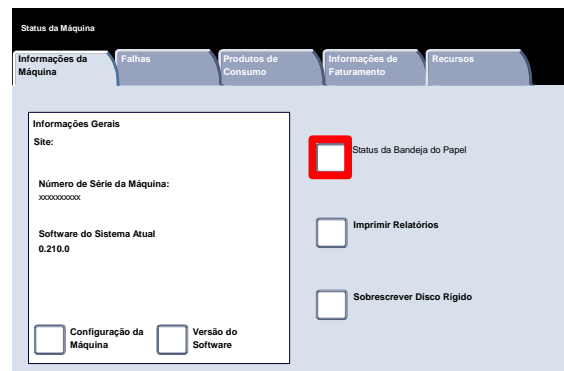 Status da Máquina
Informações da
Máquina
Falhas
Produtos de
Consumo
Informações de
Faturamento
Recursos
Informações Gerais
Site:
Número de Série da Máquina:
xxxxxxxxxx
Software do Sistema Atual
0.210.0
Configuração da
Máquina
Versão do
Software
Status da Bandeja do Papel
Imprimir Relatórios
Sobrescrever Disco Rígido